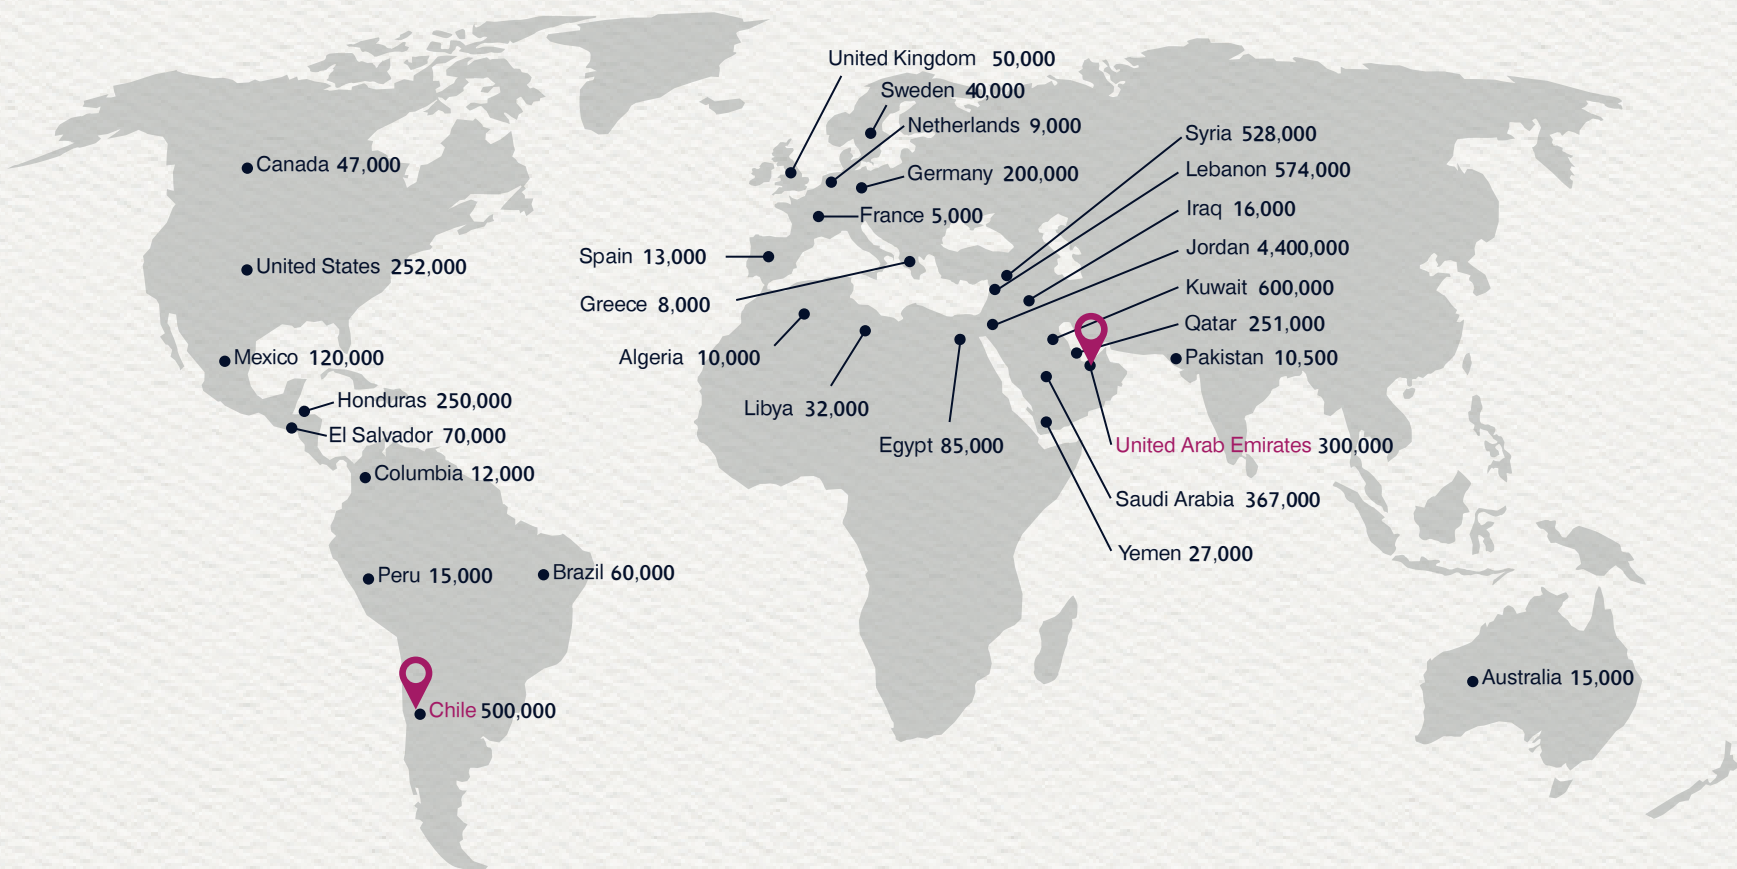 United Kingdom 50,000
Sweden 40,000
Netherlands 9,000
Syria 528,000
Canada 47,000
Lebanon 574,000
Germany 200,000
Iraq 16,000
France 5,000
Jordan 4,400,000
Spain 13,000
United States 252,000
Kuwait 600,000
Greece 8,000
Qatar 251,000
Mexico 120,000
Algeria 10,000
Pakistan 10,500
Honduras 250,000
Libya 32,000
El Salvador 70,000
Egypt 85,000
United Arab Emirates 300,000
Columbia 12,000
Saudi Arabia 367,000
Yemen 27,000
Peru 15,000
Brazil 60,000
Australia 15,000
Chile 500,000